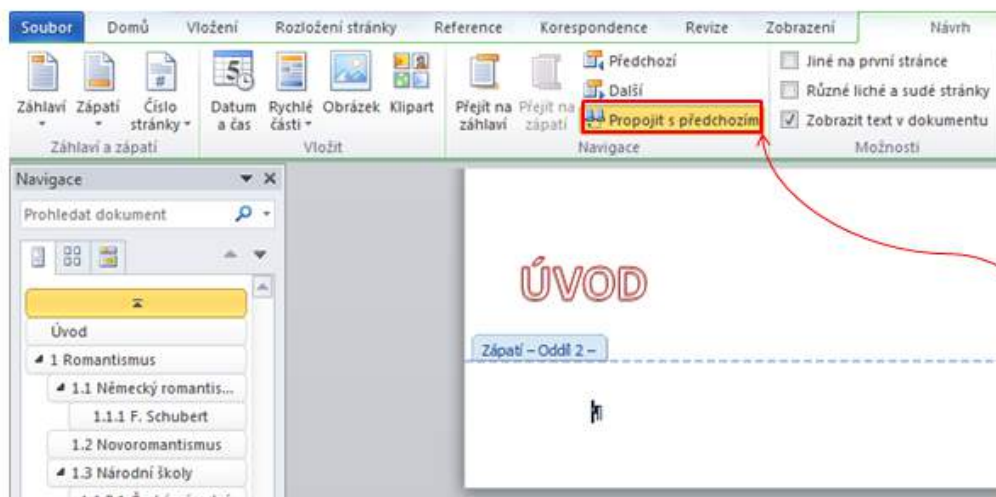 Soubor Domů Vložení Rozložení stránky Reference Korespondence Revize Zobrazení Návrh
Záhlaví Zápatí Číslo stránky
Datum a čas Rychlé části Obrázek Klipart
Přejít na záhlaví Přejít na zápatí
Předchozí
Další
Propojit s předchozím
Jiné na první stránce
Různé liché a sudé stránky
Zobrazit text v dokumentu
Záhlaví a zápatí Vložit Navigace Možnosti
Navigace
Prohledat dokument
Úvod
1 Romantismus
1.1 Německý romantis...
1.1.1 F. Schubert
1.2 Novoromantismus
1.3 Národní školy
ÚVOD
Zápatí – Oddíl 2 –